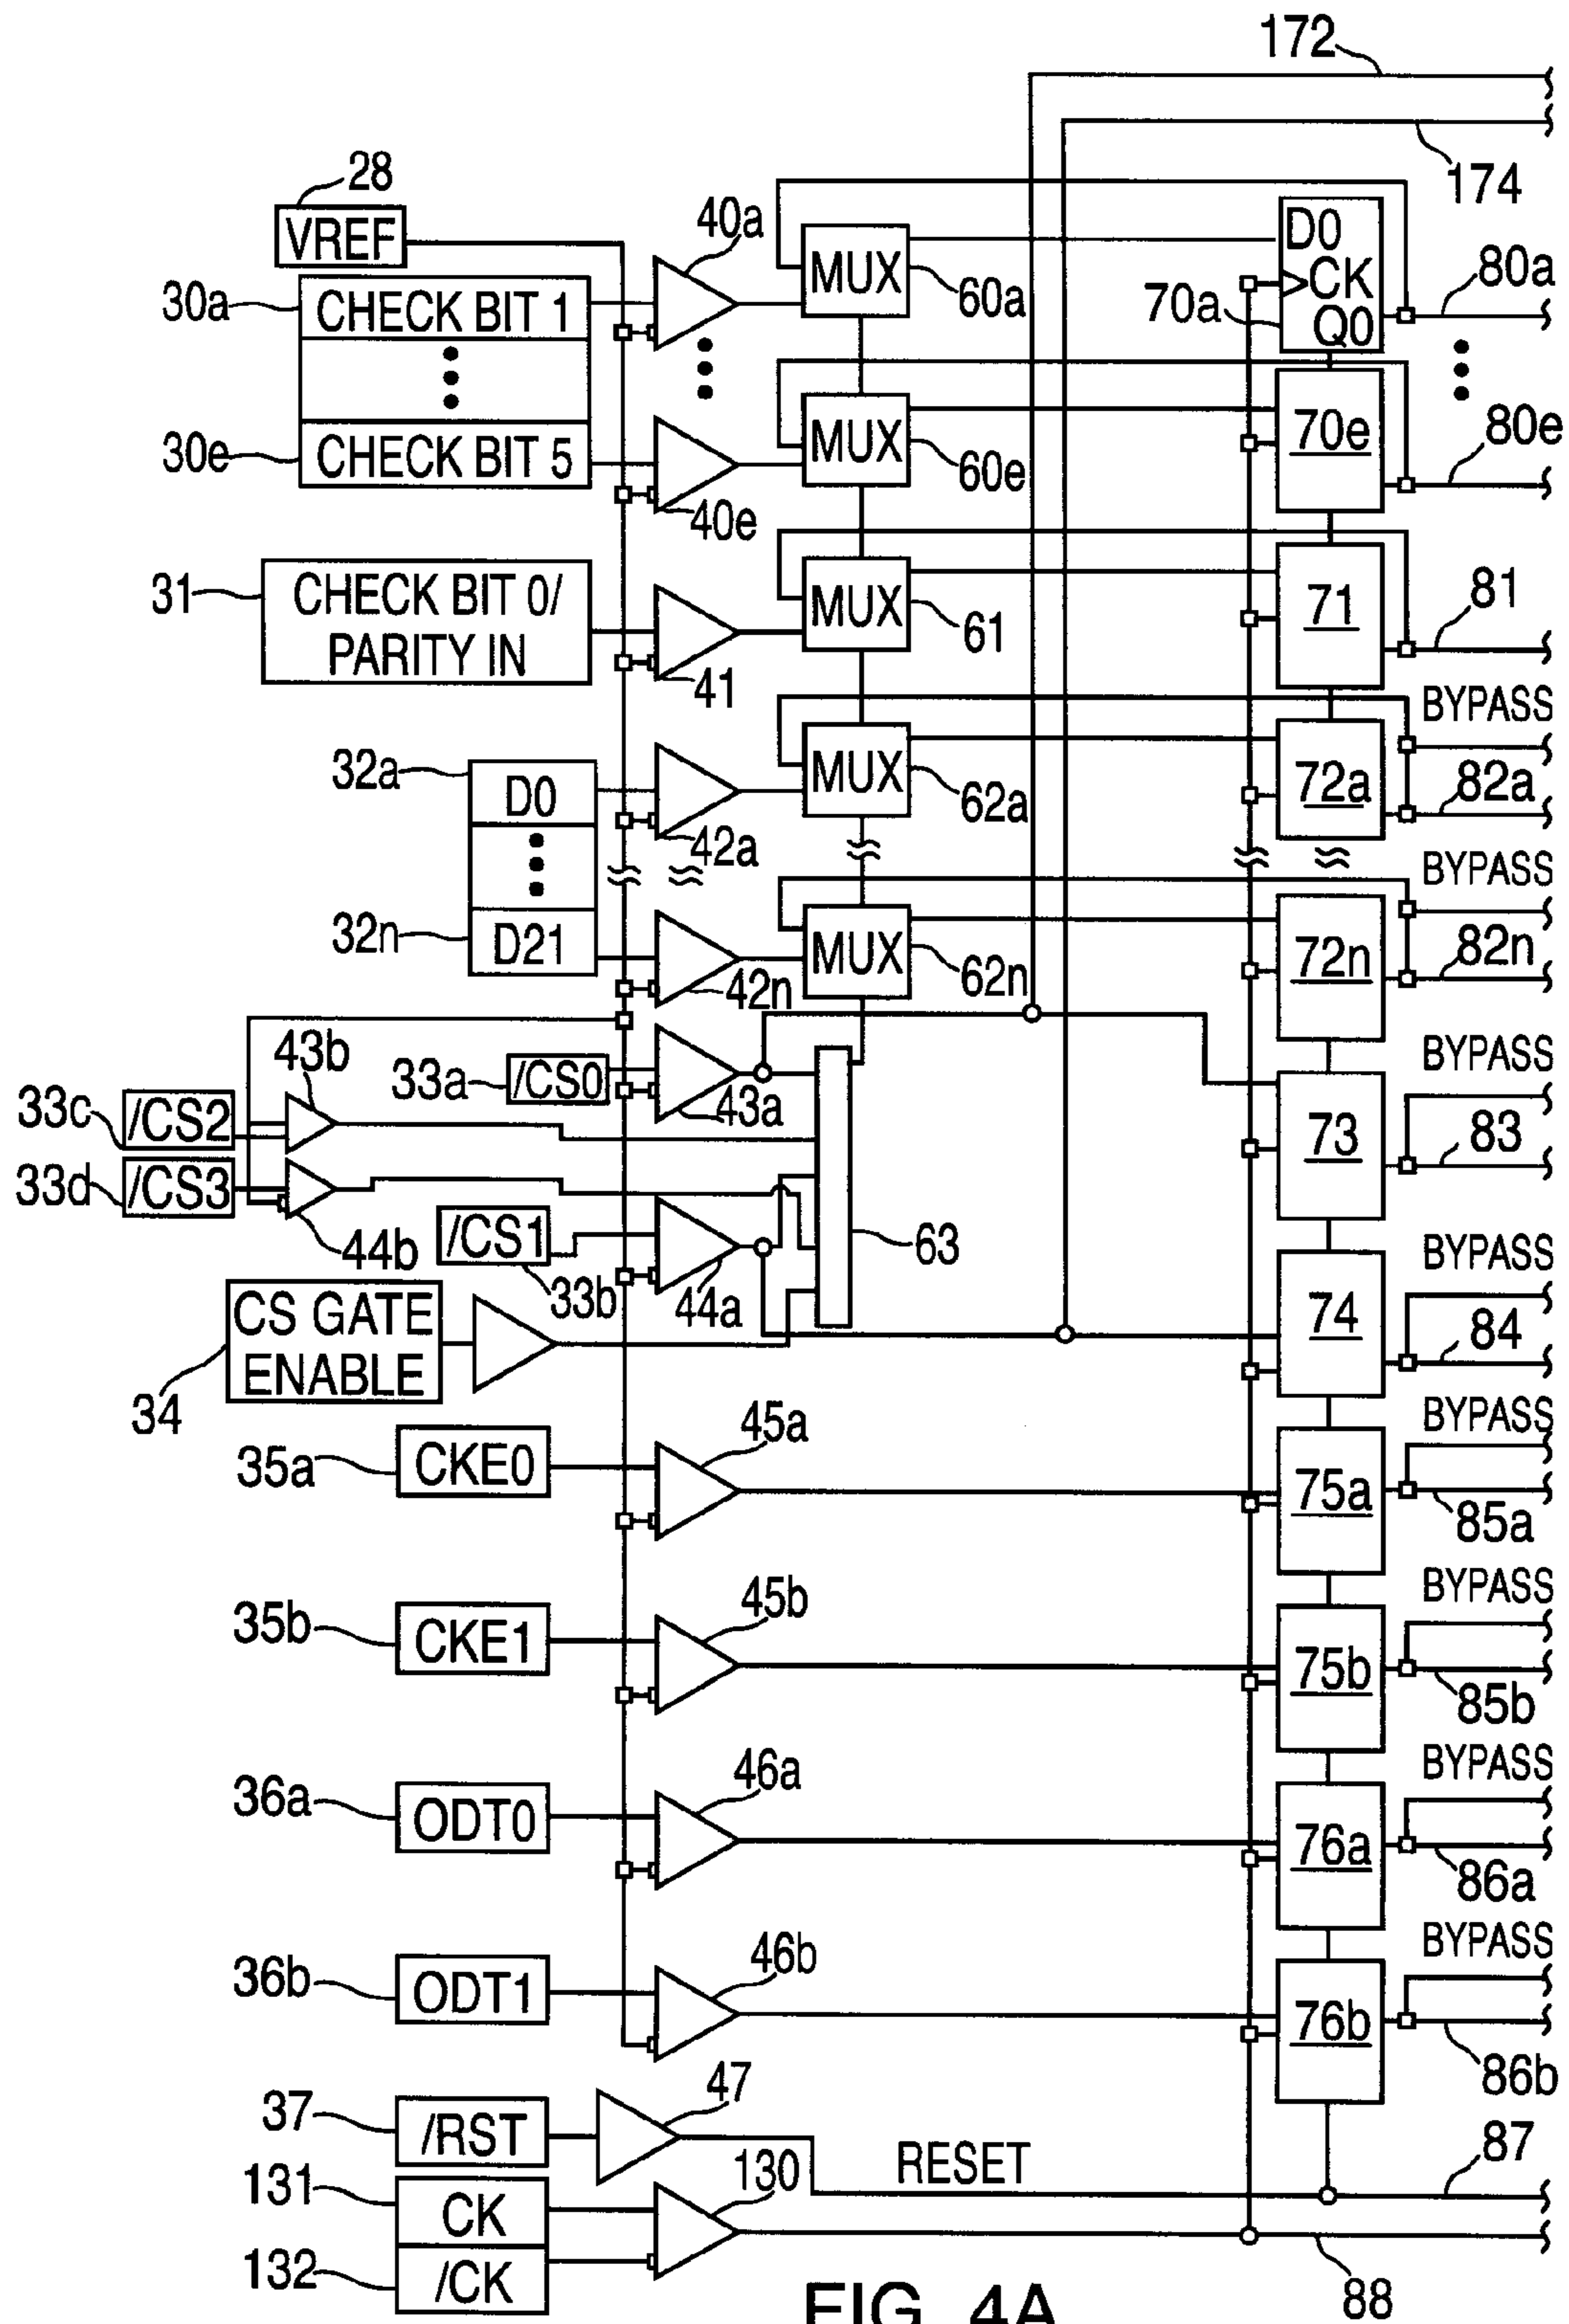 172
174
28
VREF
40a
MUX
60a
D0
CK
Q0
70a
80a
30a
CHECK BIT 1
30e
CHECK BIT 5
40e
MUX
60e
70e
80e
31
CHECK BIT 0/
PARITY IN
41
MUX
61
71
81
BYPASS
32a
D0
42a
MUX
62a
72a
82a
BYPASS
32n
D21
42n
MUX
62n
72n
82n
BYPASS
43b
33a
/CS0
43a
33c
/CS2
73
83
33d
/CS3
44b
/CS1
33b
44a
63
BYPASS
CS GATE
ENABLE
34
74
84
BYPASS
35a
CKE0
45a
75a
85a
BYPASS
35b
CKE1
45b
75b
85b
BYPASS
36a
ODT0
46a
76a
86a
BYPASS
36b
ODT1
46b
76b
86b
37
/RST
47
RESET
87
131
CK
130
132
/CK
88
FIG. 4A